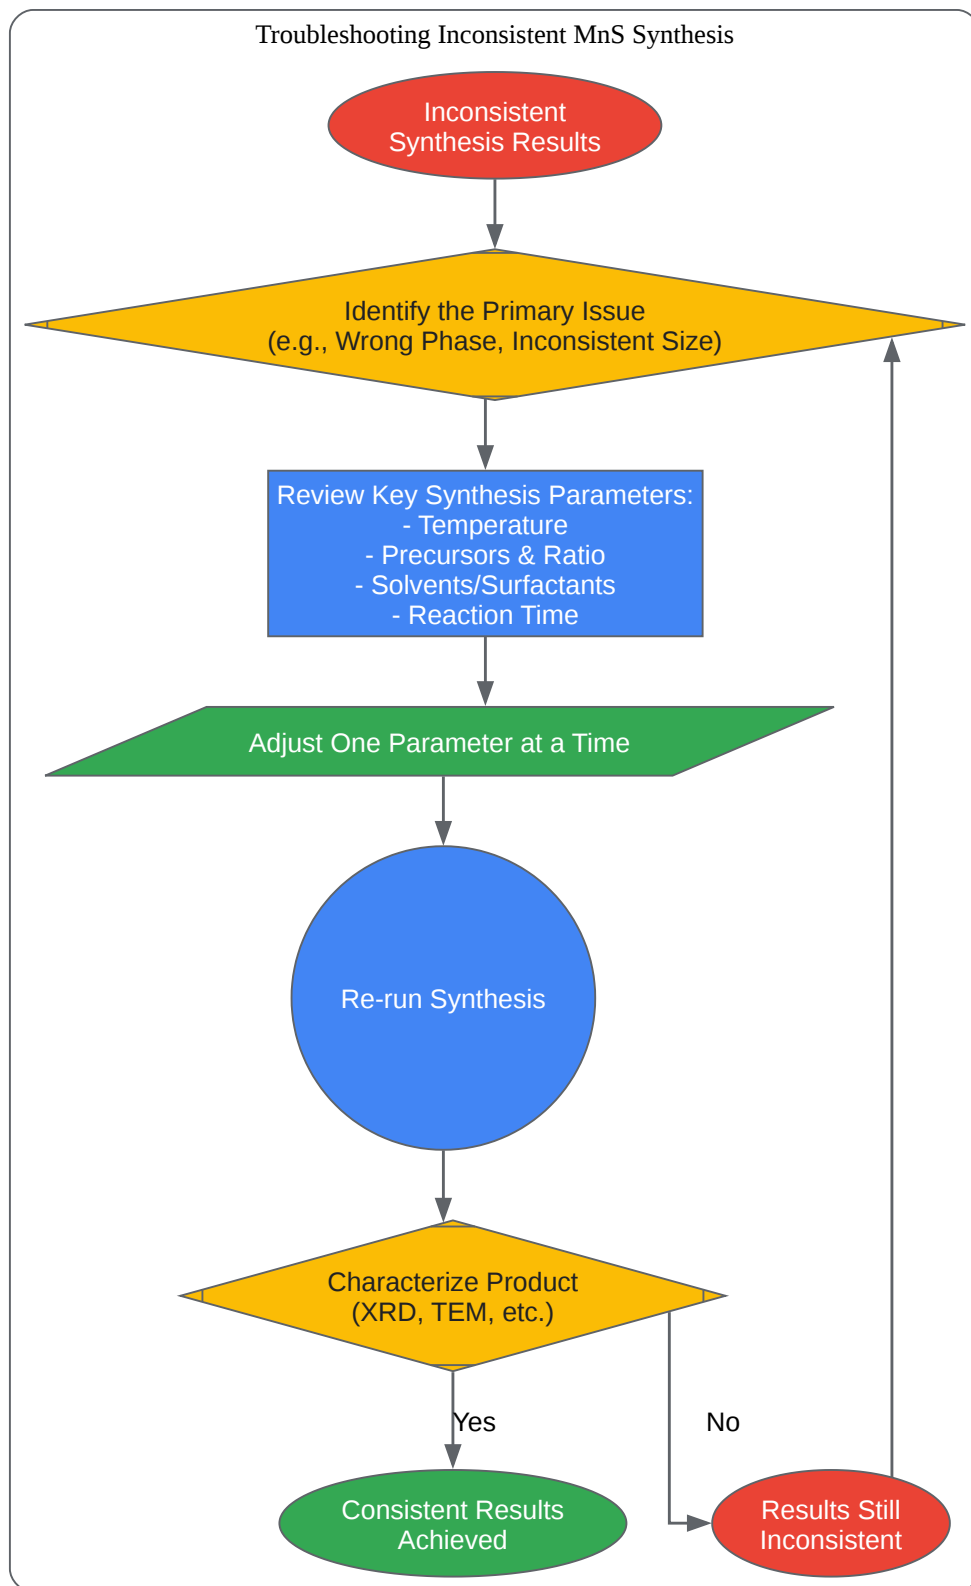 Troubleshooting Inconsistent MnS Synthesis
Inconsistent
Synthesis Results
Identify the Primary Issue
(e.g., Wrong Phase, Inconsistent Size)
Review Key Synthesis Parameters:
- Temperature
- Precursors & Ratio
- Solvents/Surfactants
- Reaction Time
Adjust One Parameter at a Time
Re-run Synthesis
Characterize Product
(XRD, TEM, etc.)
Yes
No
Consistent Results
Achieved
Results Still
Inconsistent